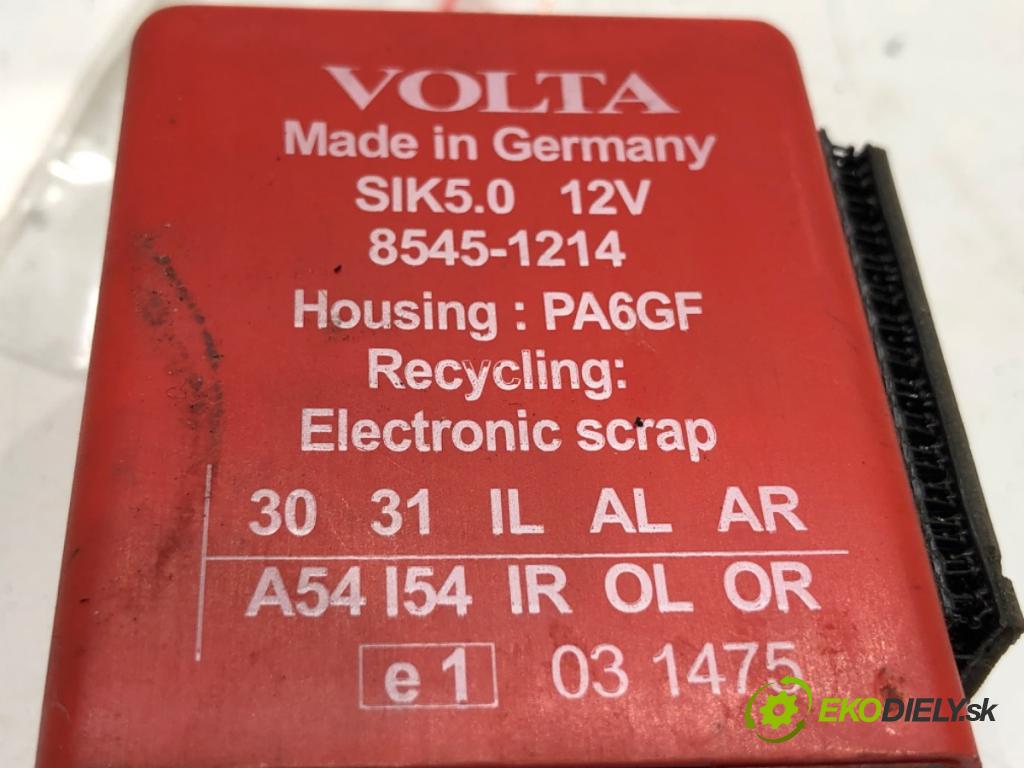 VOLTA
Made in Germany
SIK5.0 12V
8545-1214
Housing : PA6GF
Recycling:
Electronic scrap
30 31 IL AL AR
A54 I54 IR OL OR
e1 03 1475
EKODIELY.sk